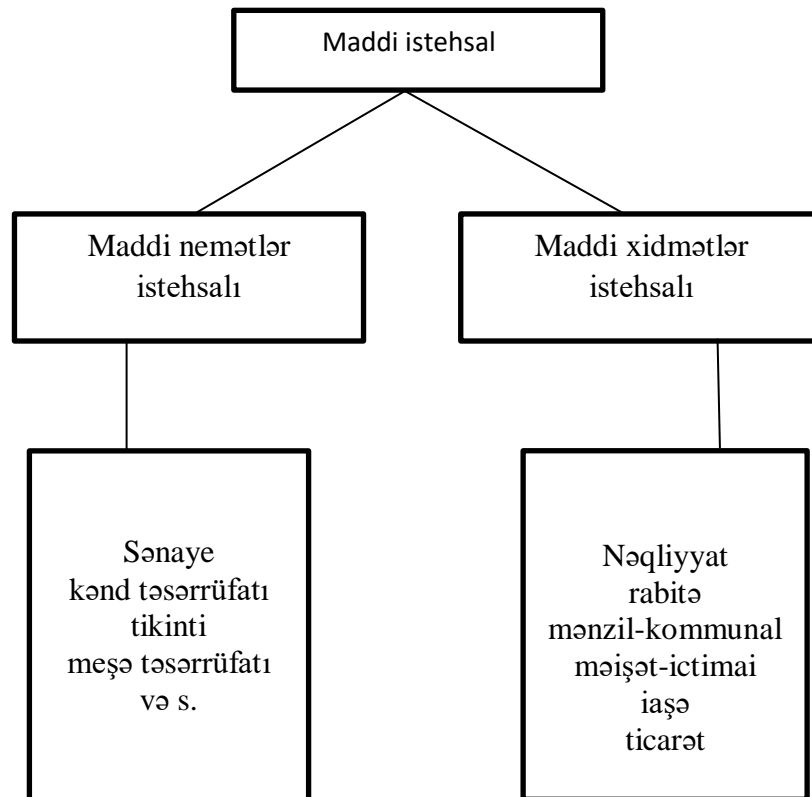 Maddi istehsal
Maddi nemətlər
istehsalı
Maddi xidmətlər
istehsalı
Sənaye
kənd təsərrüfatı
tikinti
meşə təsərrüfatı
və s.
Nəqliyyat
rabitə
mənzil-kommunal
məişət-ictimai
iaşə
ticarət